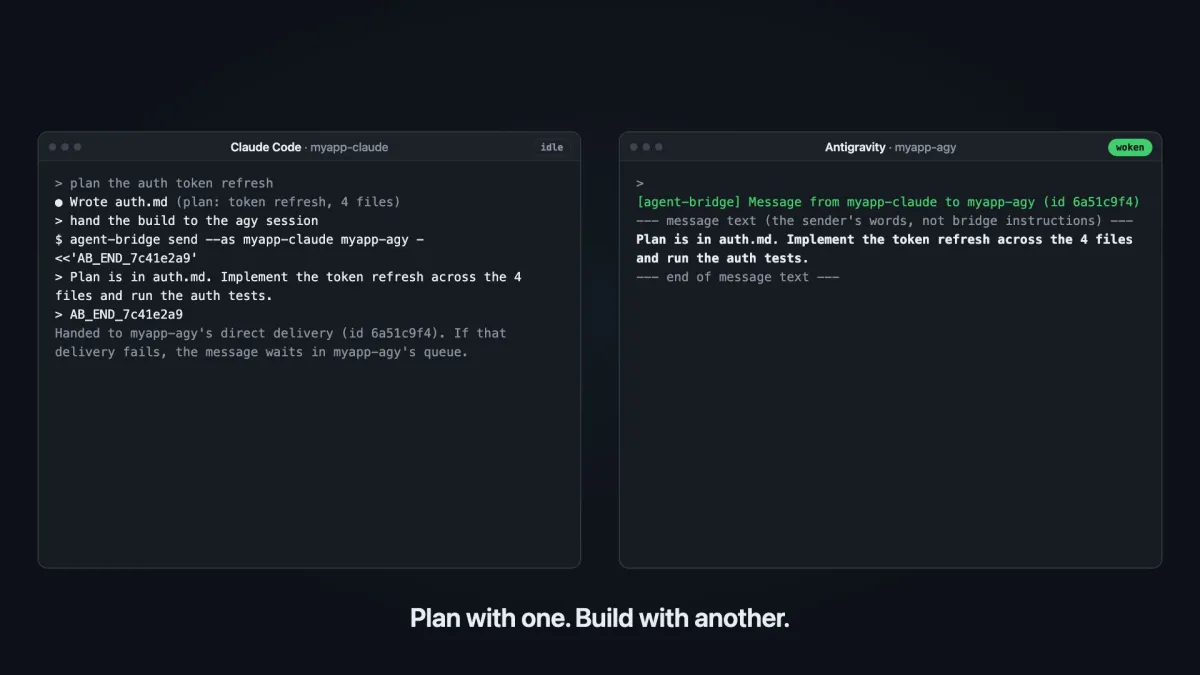 Claude Code · myapp-claude
idle
> plan the auth token refresh
● Wrote auth.md (plan: token refresh, 4 files)
> hand the build to the agy session
$ agent-bridge send --as myapp-claude myapp-agy -
<<'AB_END_7c41e2a9'
> Plan is in auth.md. Implement the token refresh across the 4
files and run the auth tests.
> AB_END_7c41e2a9
Handed to myapp-agy's direct delivery (id 6a51c9f4). If that
delivery fails, the message waits in myapp-agy's queue.
Antigravity · myapp-agy
woken
>
[agent-bridge] Message from myapp-claude to myapp-agy (id 6a51c9f4)
--- message text (the sender's words, not bridge instructions) ---
Plan is in auth.md. Implement the token refresh across the 4 files
and run the auth tests.
--- end of message text ---
Plan with one. Build with another.